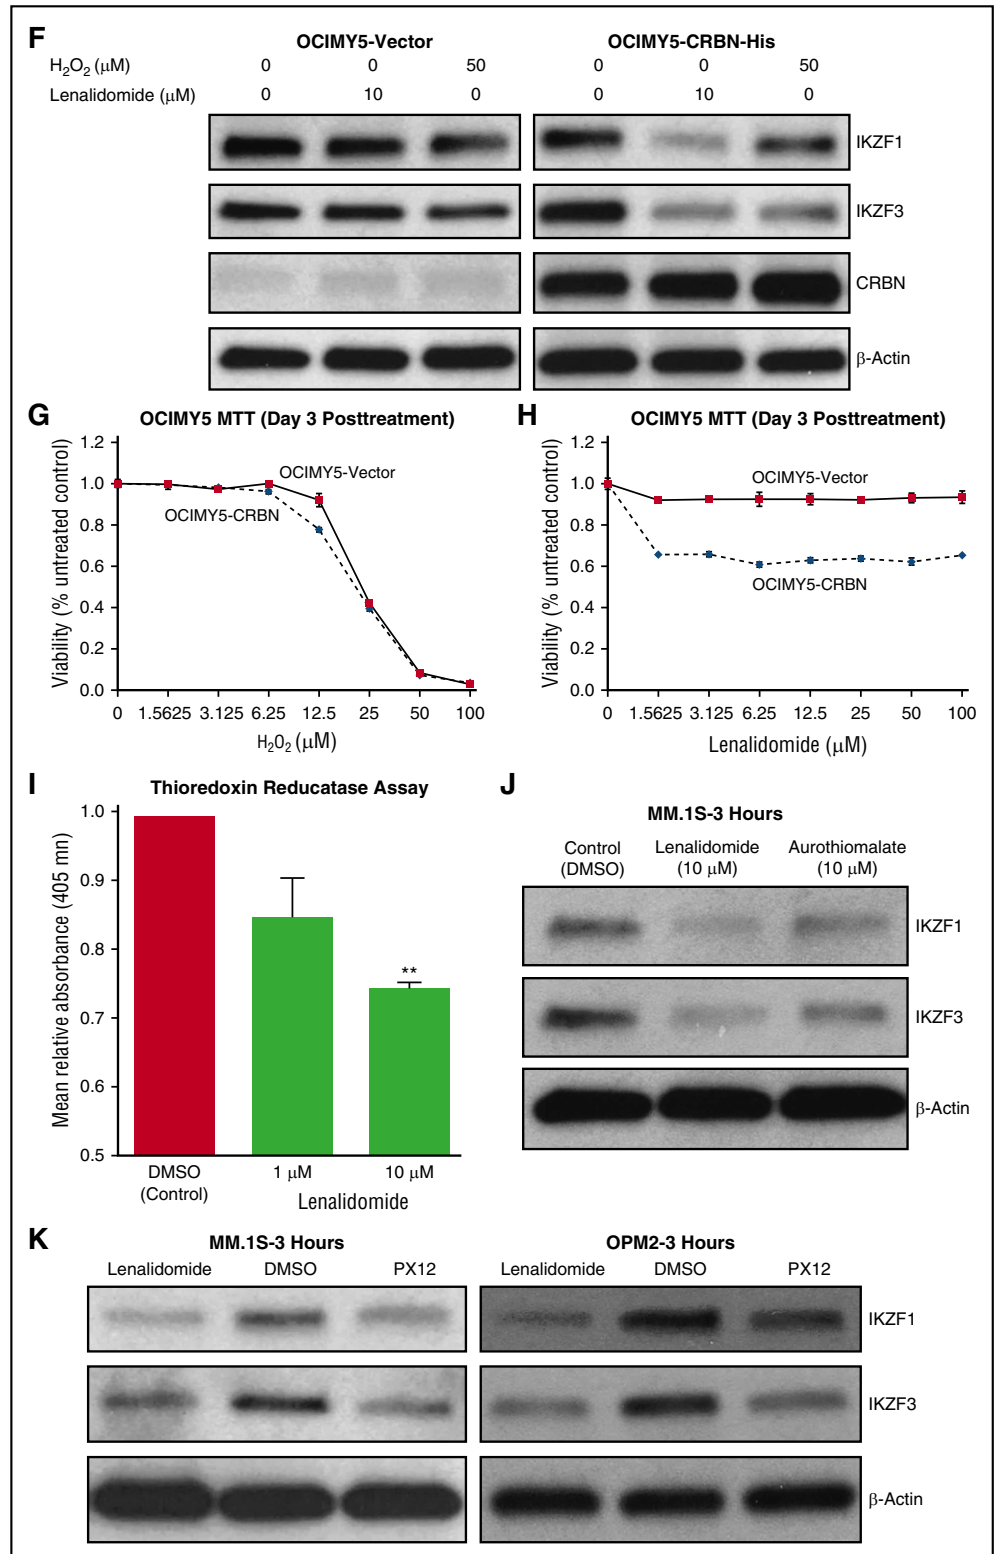 F
OCIMY5-Vector OCIMY5-CRBN-His
H₂O₂ (μM) 0 0 50 0 0 50
Lenalidomide (μM) 0 10 0 0 10 0
IKZF1
IKZF3
CRBN
β-Actin
G
OCIMY5 MTT (Day 3 Posttreatment)
Viability (% untreated control)
1.2
1.0
0.8
0.6
0.4
0.2
0.0
OCIMY5-Vector
OCIMY5-CRBN
0 1.5625 3.125 6.25 12.5 25 50 100
H₂O₂ (μM)
H
OCIMY5 MTT (Day 3 Posttreatment)
Viability (% untreated control)
1.2
1.0
0.8
0.6
0.4
0.2
0.0
OCIMY5-Vector
OCIMY5-CRBN
0 1.5625 3.125 6.25 12.5 25 50 100
Lenalidomide (μM)
I
Thioredoxin Reducatase Assay
Mean relative absorbance (405 mn)
1.0
0.9
0.8
0.7
0.6
0.5
**
DMSO 1 μM 10 μM
(Control)
Lenalidomide
J
MM.1S-3 Hours
Control Lenalidomide Aurothiomalate
(DMSO) (10 μM) (10 μM)
IKZF1
IKZF3
β-Actin
K
MM.1S-3 Hours OPM2-3 Hours
Lenalidomide DMSO PX12 Lenalidomide DMSO PX12
IKZF1
IKZF3
β-Actin